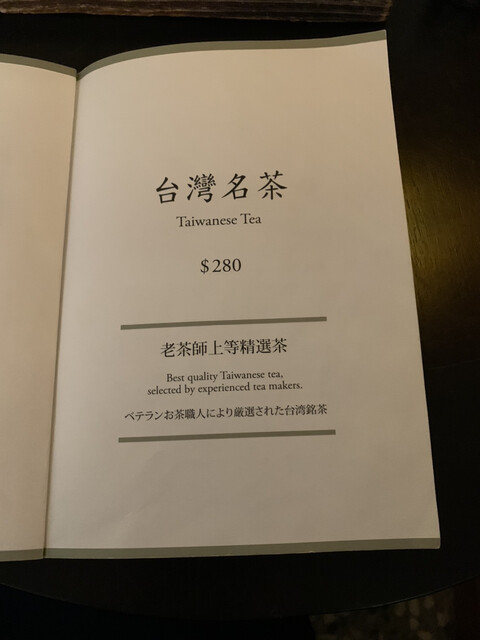 台灣名茶
Taiwanese Tea
$280
老茶師上等精選茶
Best quality Taiwanese tea,
selected by experienced tea makers.
ベテランお茶職人により厳選された台湾銘茶